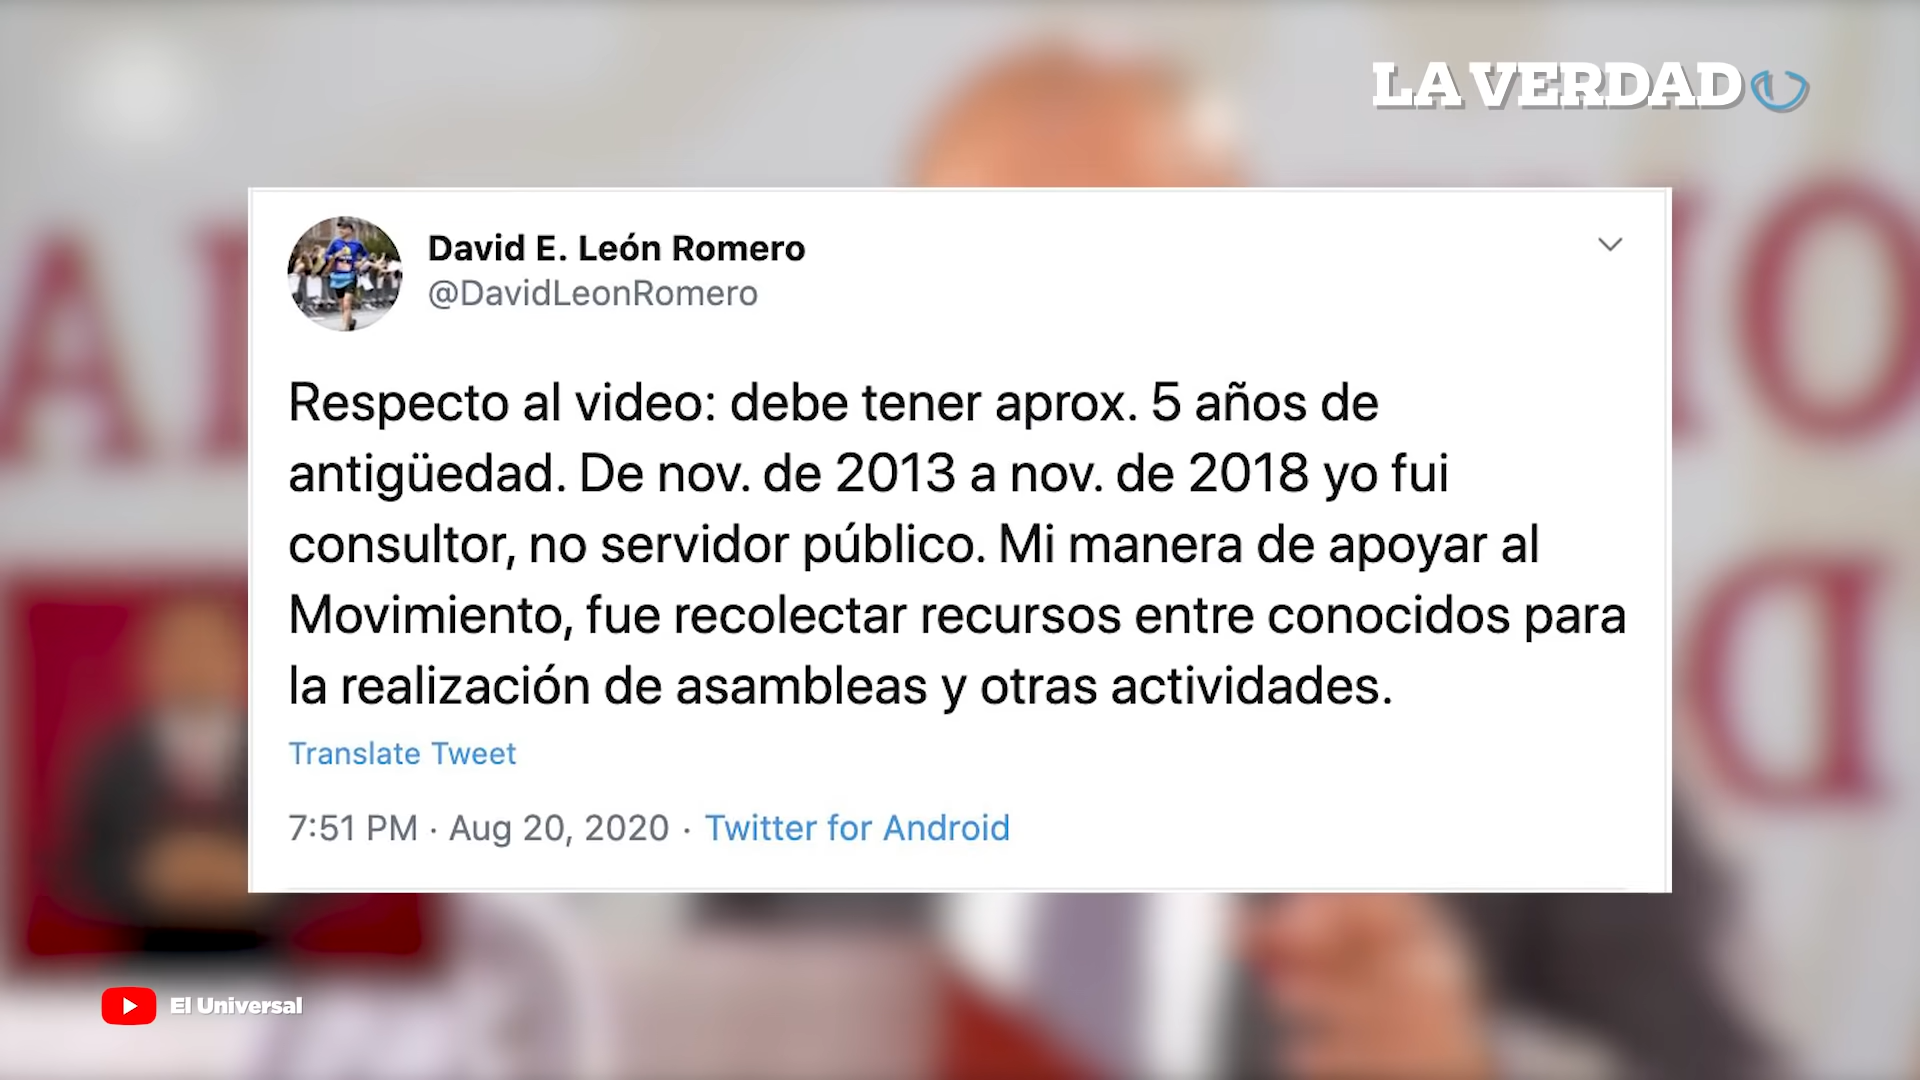 LA VERDAD
David E. León Romero
@DavidLeonRomero
Respecto al video: debe tener aprox. 5 años de
antigüedad. De nov. de 2013 a nov. de 2018 yo fui
consultor, no servidor público. Mi manera de apoyar al
Movimiento, fue recolectar recursos entre conocidos para
la realización de asambleas y otras actividades.
Translate Tweet
7:51 PM · Aug 20, 2020 · Twitter for Android
El Universal